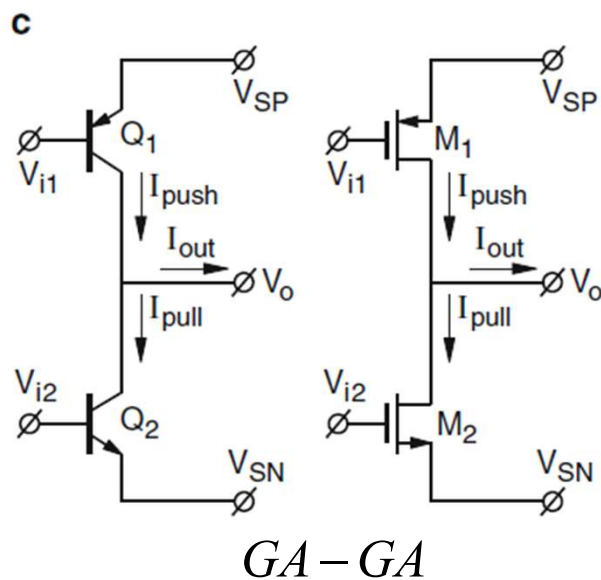 c
V_SP V_SP
Q_1 M_1
V_i1 V_i1
I_push I_push
I_out I_out
V_o V_o
I_pull I_pull
V_i2 V_i2
Q_2 M_2
V_SN V_SN
GA – GA